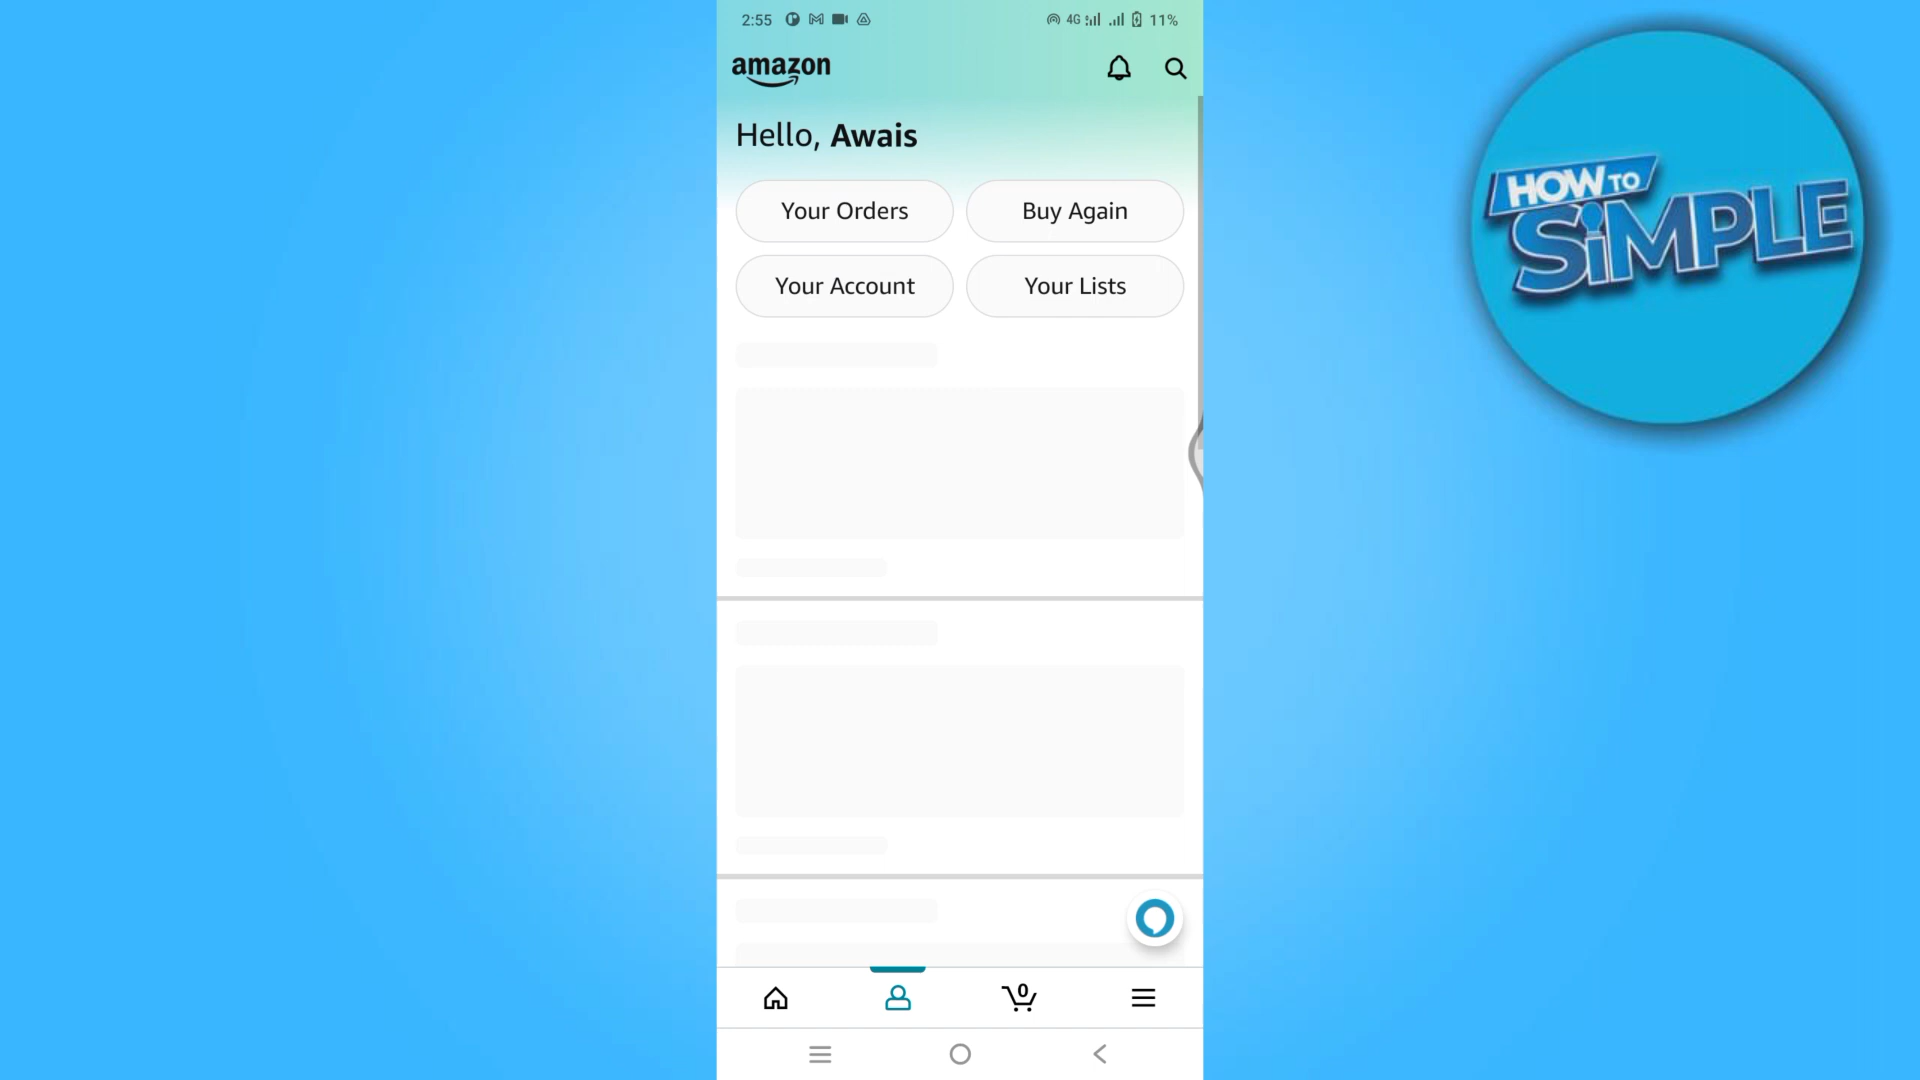 2:55
4G
11%
amazon
Hello, Awais
Your Orders
Buy Again
Your Account
Your Lists
0
HOW TO
SiMPLE